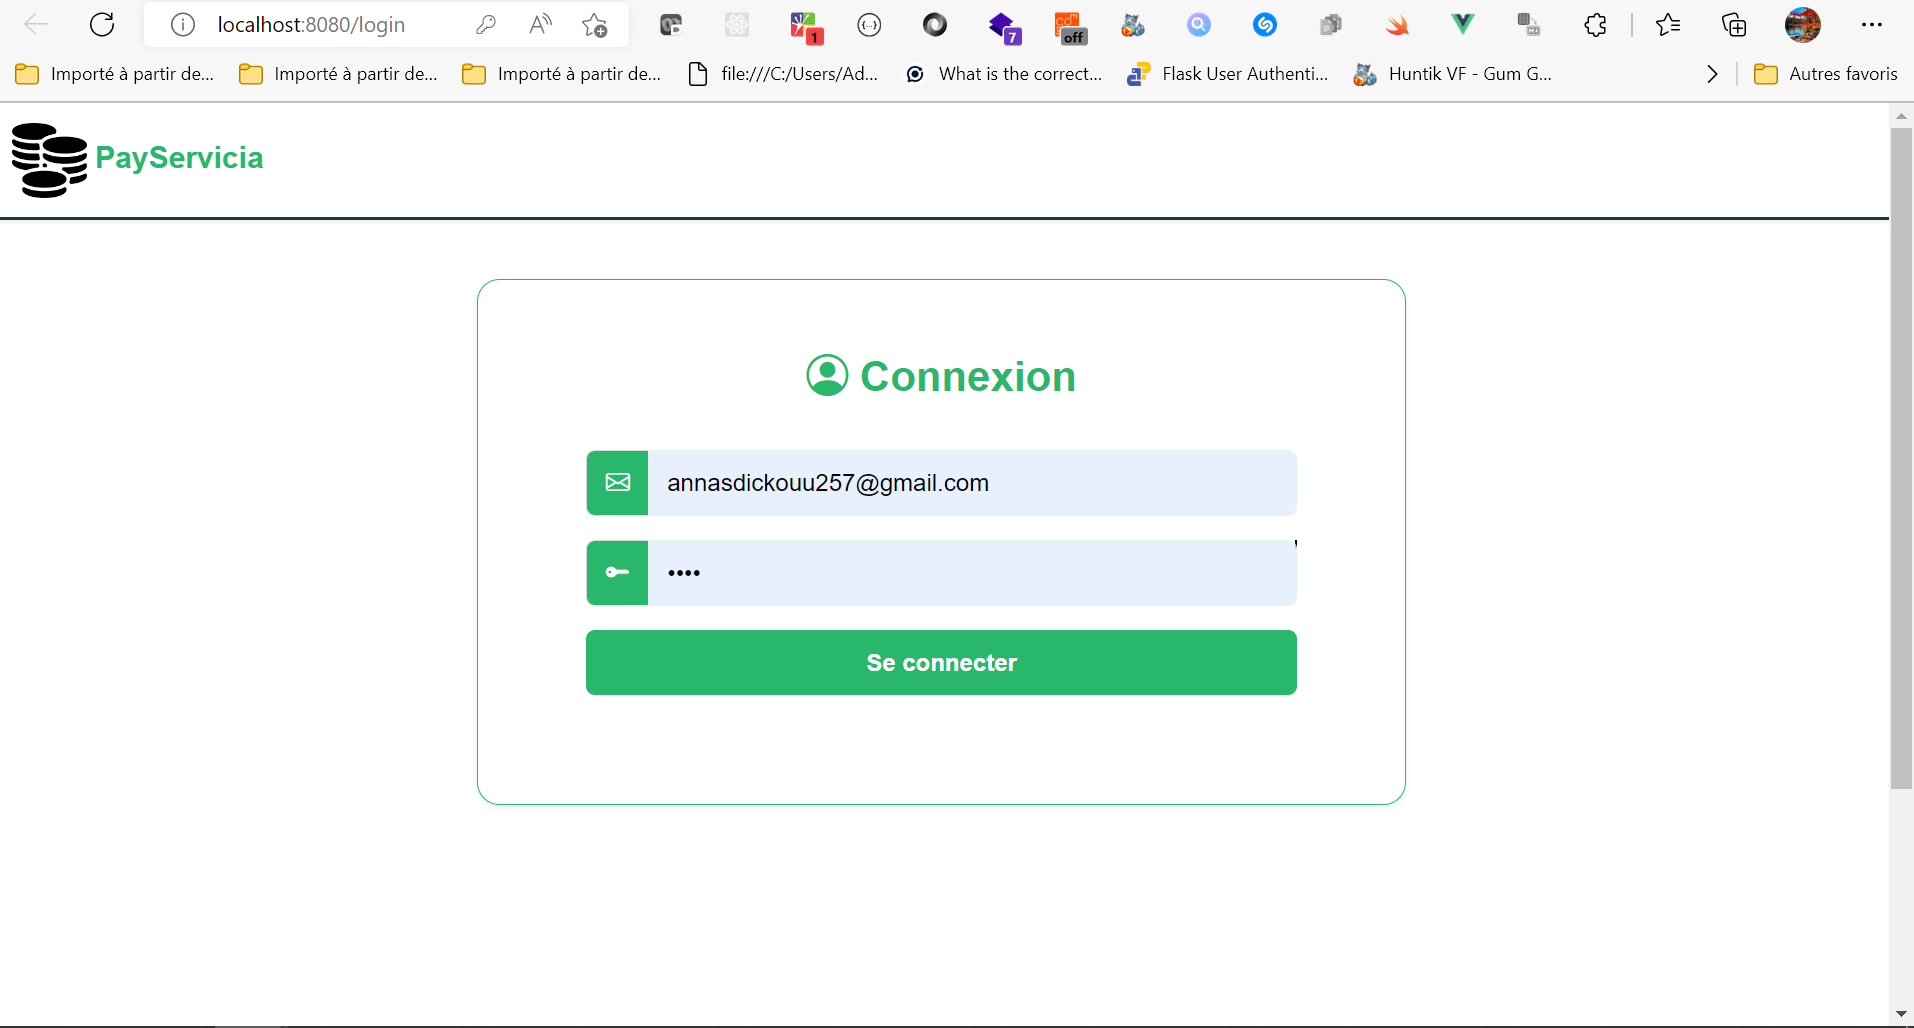 localhost:8080/login
1
7
off
Importé à partir de...
Importé à partir de...
Importé à partir de...
file:///C:/Users/Ad...
What is the correct...
Flask User Authenti...
Huntik VF - Gum G...
Autres favoris
PayServicia
Connexion
annasdickouu257@gmail.com
••••
Se connecter